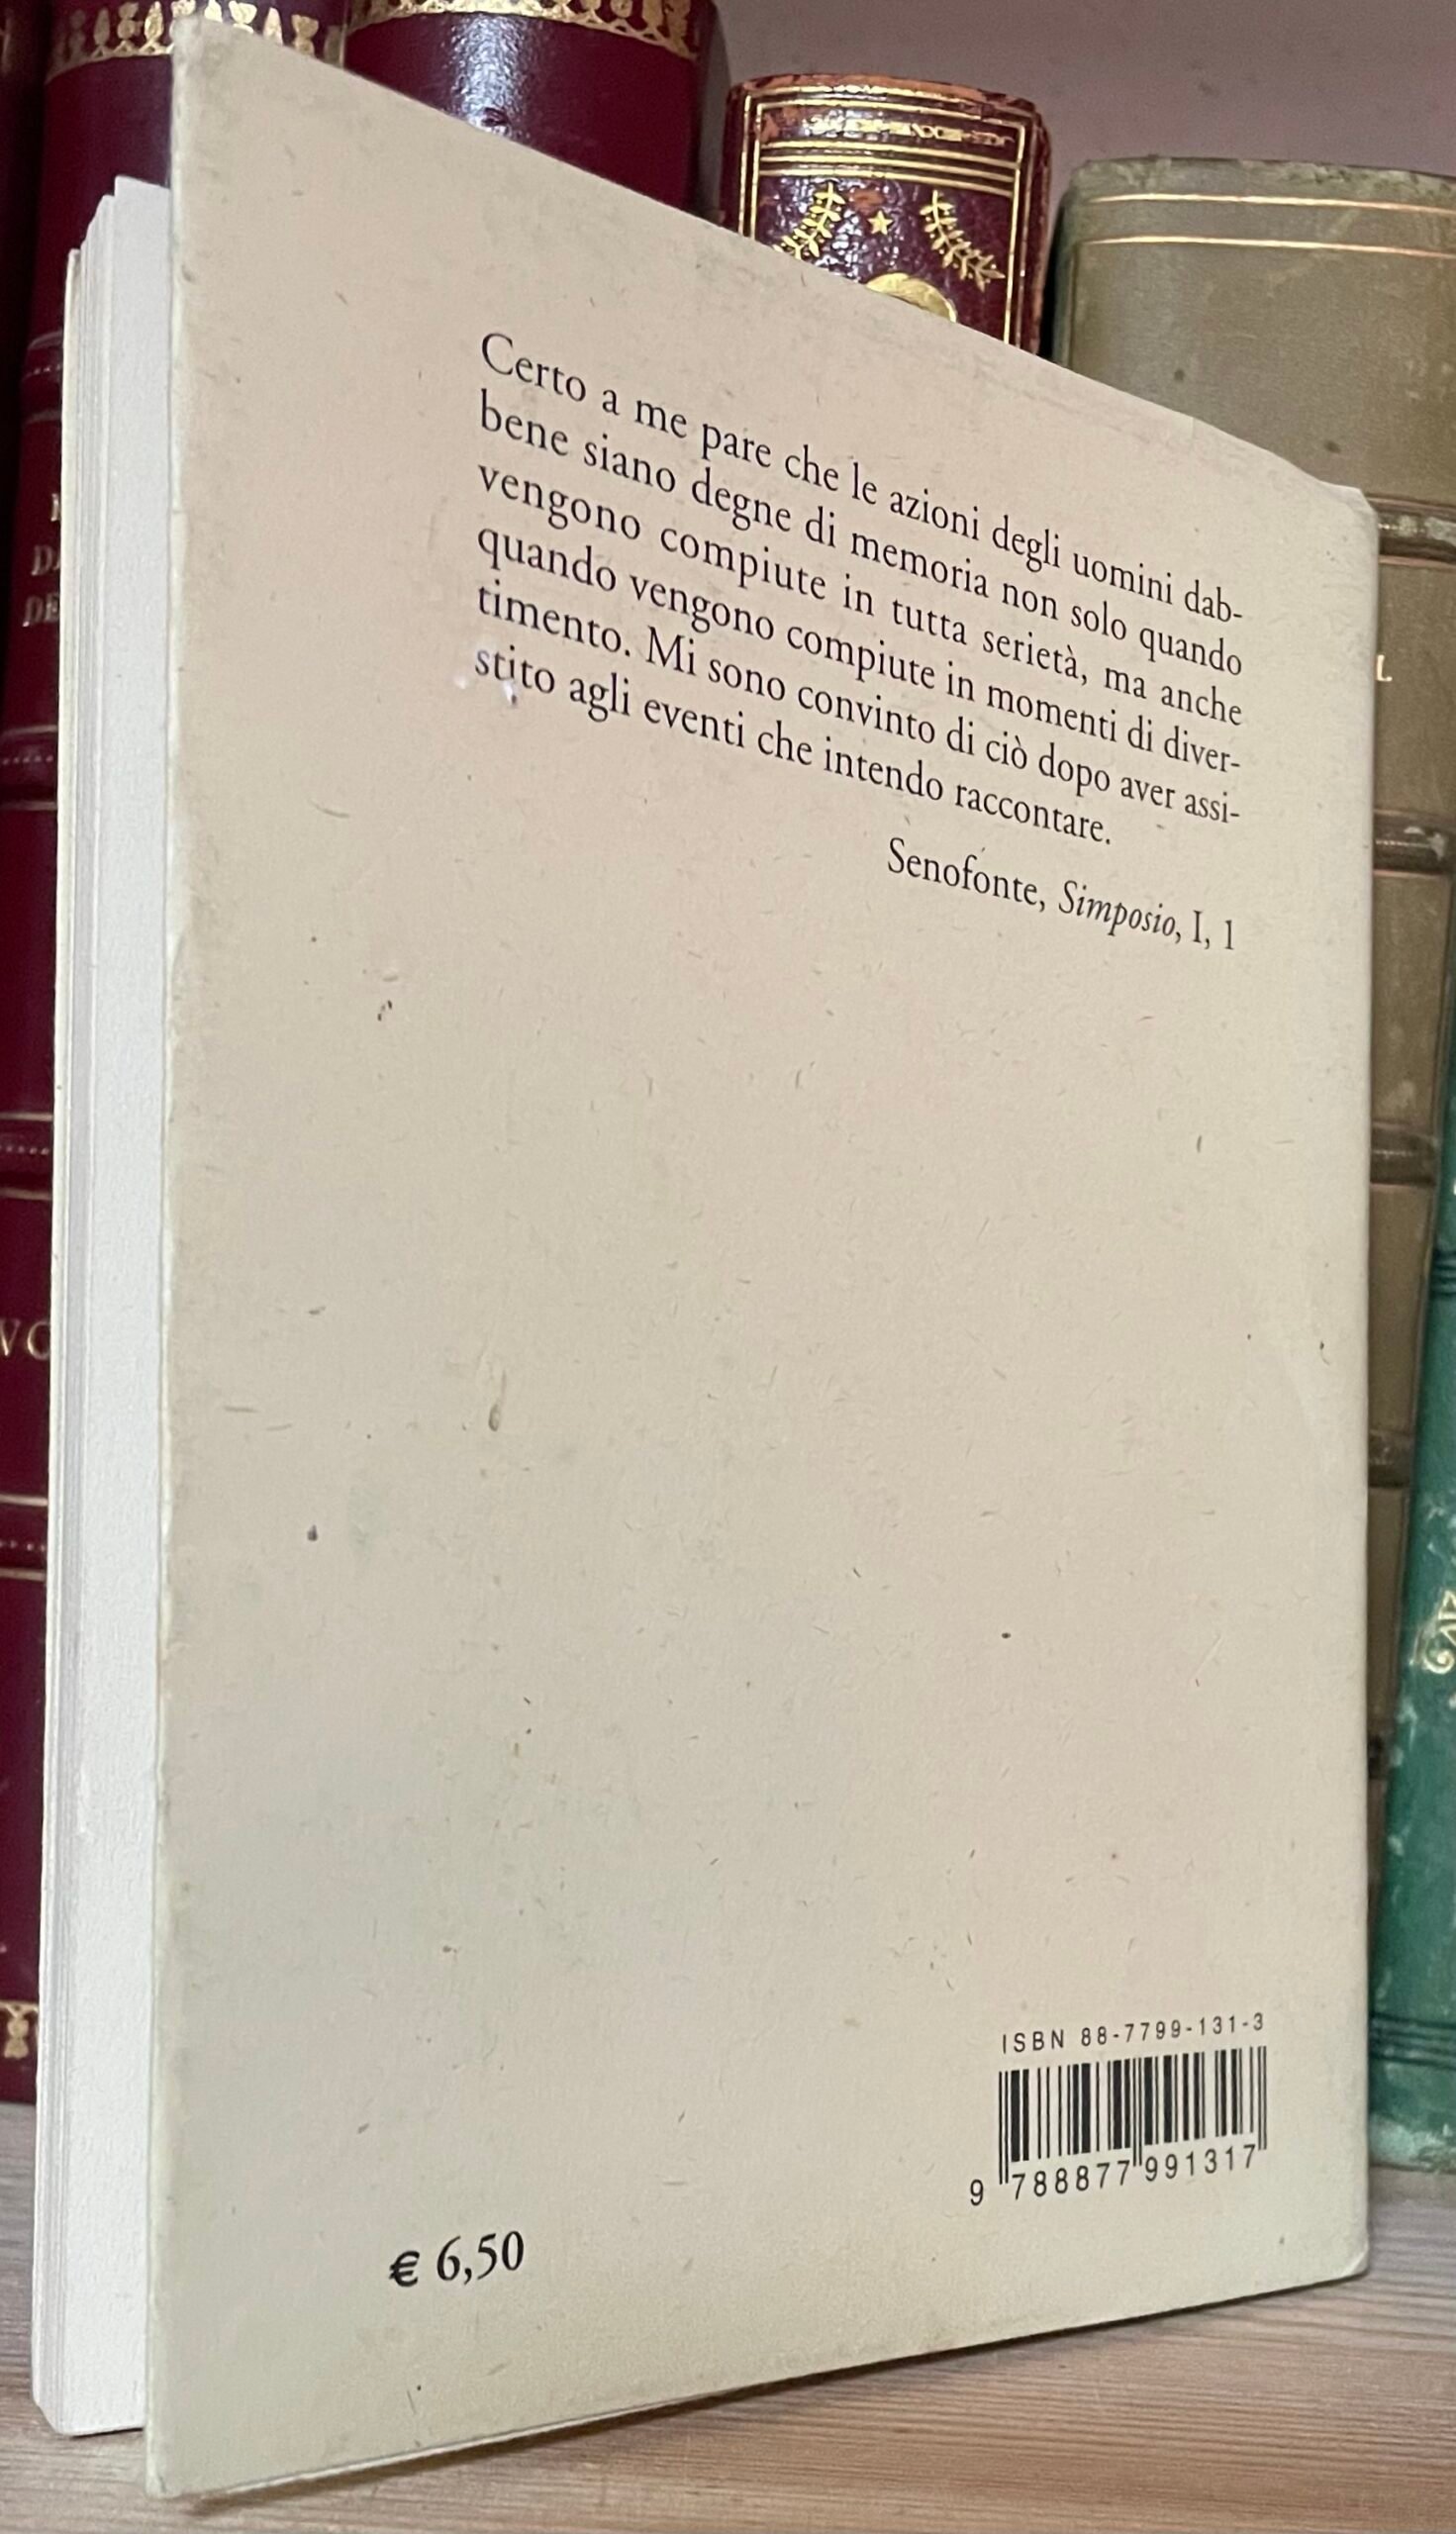 Certo a me pare che le azioni degli uomini dab-
bene siano degne di memoria non solo quando
vengono compiute in tutta serietà, ma anche
quando vengono compiute in momenti di diver-
timento. Mi sono convinto di ciò dopo aver assi-
stito agli eventi che intendo raccontare.
Senofonte, Simposio, I, 1
ISBN 88-7799-131-3
9 788877 991317
€ 6,50